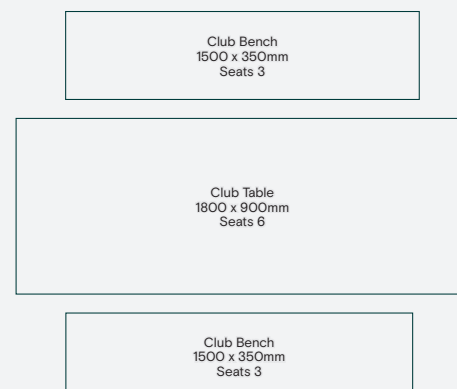 Club Bench
1500 x 350mm
Seats 3
Club Table
1800 x 900mm
Seats 6
Club Bench
1500 x 350mm
Seats 3